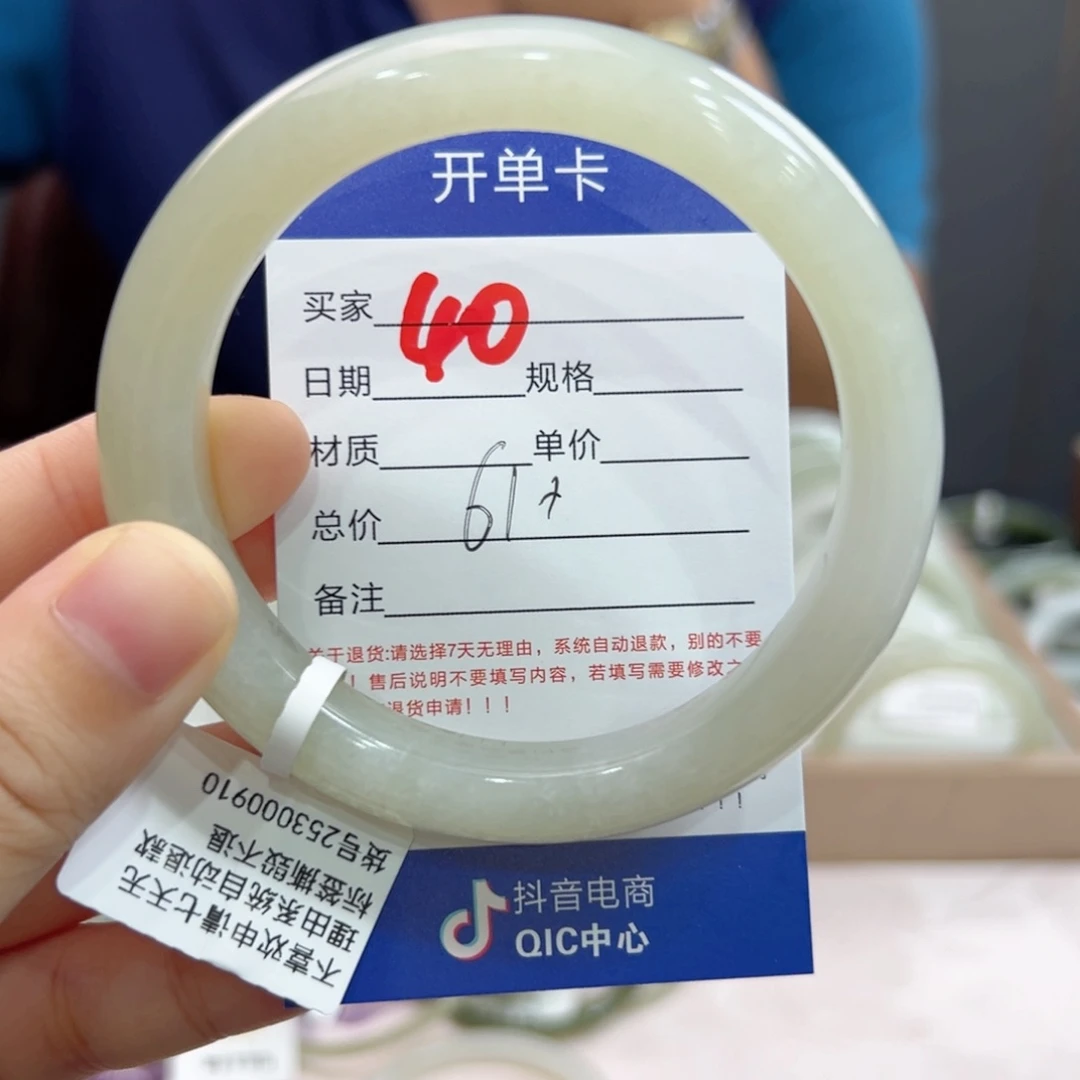 开单卡
买家 40
日期 规格
材质 单价
总价 61
备注
关于退货:请选择7天无理由，系统自动退款，别的不要
！售后说明不要填写内容，若填写需要修改之
退货申请！！！
！！
抖音电商
QIC中心
不喜欢申请七天无
理由系统自动退款
标签撕毁不退
货号253000910